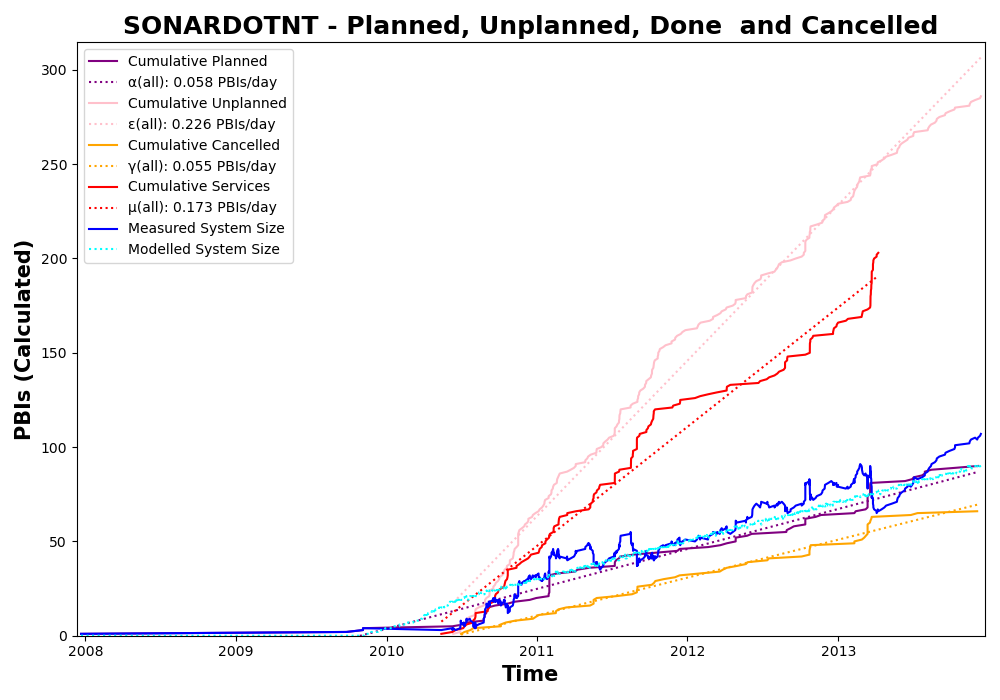 SONARDOTNT - Planned, Unplanned, Done  and Cancelled
PBIs (Calculated)
300
250
200
150
100
50
0
Cumulative Planned
α(all): 0.058 PBIs/day
Cumulative Unplanned
ε(all): 0.226 PBIs/day
Cumulative Cancelled
γ(all): 0.055 PBIs/day
Cumulative Services
μ(all): 0.173 PBIs/day
Measured System Size
Modelled System Size
2008 2009 2010 2011 2012 2013
Time